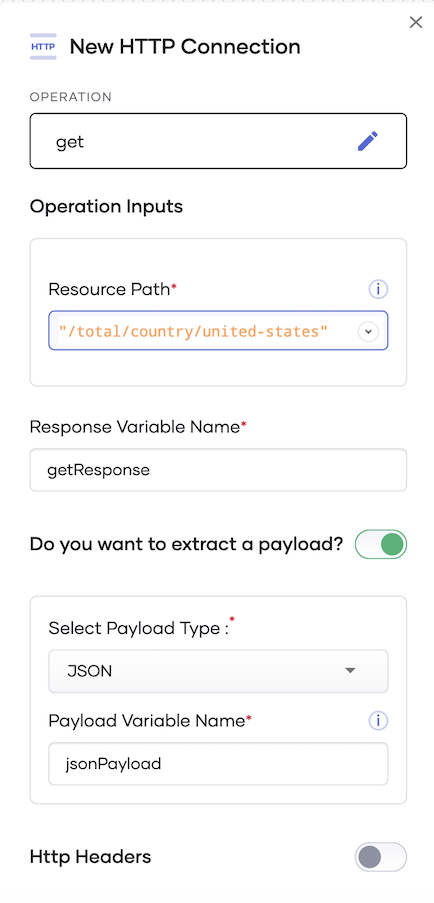 HTTP New HTTP Connection
OPERATION
get
Operation Inputs
Resource Path*
"/total/country/united-states"
Response Variable Name*
getResponse
Do you want to extract a payload?
Select Payload Type :*
JSON
Payload Variable Name*
jsonPayload
Http Headers